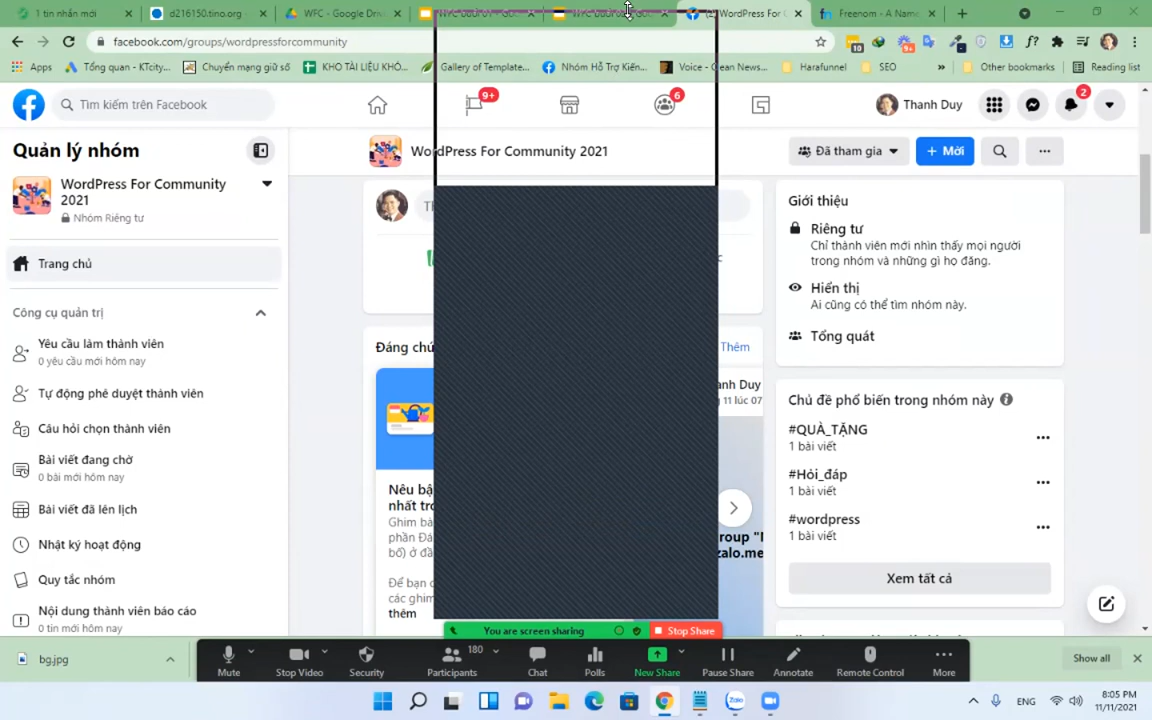 1 tin nhắn mới
d216150.tino.org
WFC - Google Driv
WordPress For C
Freenom - A Name
facebook.com/groups/wordpressforcommunity
10
9+
Apps
Tổng quan - KTcity...
Chuyển mạng giữ số
KHO TÀI LIỆU KHÓ...
Gallery of Template...
Nhóm Hỗ Trợ Kiến...
Voice - Clean News...
Harafunnel
SEO
»
Other bookmarks
Reading list
Tìm kiếm trên Facebook
9+
6
Thanh Duy
2
Quản lý nhóm
WordPress For Community 2021
Đã tham gia
+ Mới
WordPress For Community
2021
Nhóm Riêng tư
Trang chủ
Công cụ quản trị
Yêu cầu làm thành viên
0 yêu cầu mới hôm nay
Tự động phê duyệt thành viên
Câu hỏi chọn thành viên
Bài viết đang chờ
0 bài mới hôm nay
Bài viết đã lên lịch
Nhật ký hoạt động
Quy tắc nhóm
Nội dung thành viên báo cáo
0 tin mới hôm nay
Đáng chú
Thêm
anh Duy
11 lúc 07
Nêu bậ
nhất tro
Ghim bà
phần Đá
bố) ở đầ
Để bạn d
các ghim
thêm
roup "
zalo.me
Giới thiệu
Riêng tư
Chỉ thành viên mới nhìn thấy mọi người
trong nhóm và những gì họ đăng.
Hiển thị
Ai cũng có thể tìm nhóm này.
Tổng quát
Chủ đề phổ biến trong nhóm này
#QUÀ_TẶNG
1 bài viết
#Hỏi_đáp
1 bài viết
#wordpress
1 bài viết
Xem tất cả
You are screen sharing
Stop Share
bg.jpg
Mute
Stop Video
Security
Participants
180
Chat
Polls
New Share
Pause Share
Annotate
Remote Control
More
Show all
ENG
8:05 PM
11/11/2021